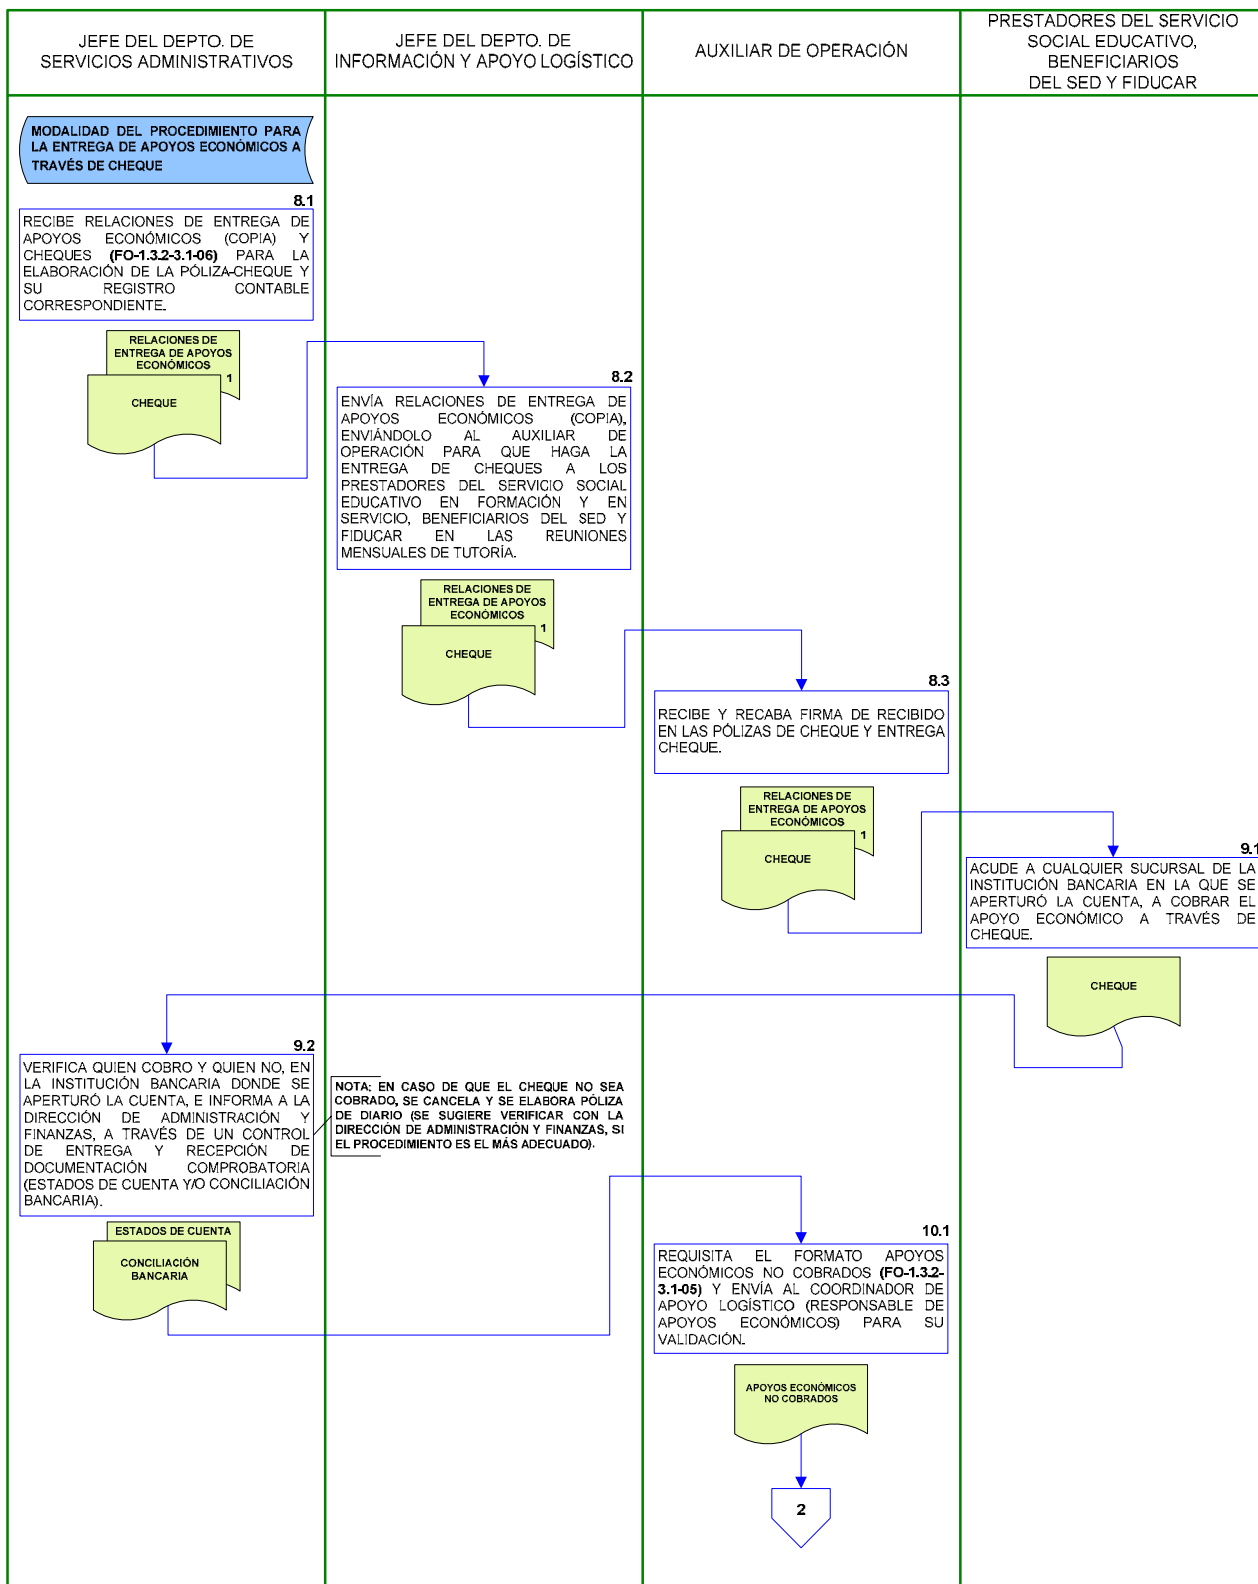 JEFE DEL DEPTO. DE
SERVICIOS ADMINISTRATIVOS
JEFE DEL DEPTO. DE
INFORMACIÓN Y APOYO LOGÍSTICO
AUXILIAR DE OPERACIÓN
PRESTADORES DEL SERVICIO
SOCIAL EDUCATIVO,
BENEFICIARIOS
DEL SED Y FIDUCAR
MODALIDAD DEL PROCEDIMIENTO PARA
LA ENTREGA DE APOYOS ECONÓMICOS A
TRAVÉS DE CHEQUE
8.1
RECIBE RELACIONES DE ENTREGA DE
APOYOS ECONÓMICOS (COPIA) Y
CHEQUES (FO-1.3.2-3.1-06) PARA LA
ELABORACIÓN DE LA PÓLIZA-CHEQUE Y
SU REGISTRO CONTABLE
CORRESPONDIENTE.
RELACIONES DE
ENTREGA DE APOYOS
ECONÓMICOS
1
CHEQUE
8.2
ENVÍA RELACIONES DE ENTREGA DE
APOYOS ECONÓMICOS (COPIA),
ENVIÁNDOLO AL AUXILIAR DE
OPERACIÓN PARA QUE HAGA LA
ENTREGA DE CHEQUES A LOS
PRESTADORES DEL SERVICIO SOCIAL
EDUCATIVO EN FORMACIÓN Y EN
SERVICIO, BENEFICIARIOS DEL SED Y
FIDUCAR EN LAS REUNIONES
MENSUALES DE TUTORÍA.
RELACIONES DE
ENTREGA DE APOYOS
ECONÓMICOS
1
CHEQUE
8.3
RECIBE Y RECABA FIRMA DE RECIBIDO
EN LAS PÓLIZAS DE CHEQUE Y ENTREGA
CHEQUE.
RELACIONES DE
ENTREGA DE APOYOS
ECONÓMICOS
1
CHEQUE
9.1
ACUDE A CUALQUIER SUCURSAL DE LA
INSTITUCIÓN BANCARIA EN LA QUE SE
APERTURÓ LA CUENTA, A COBRAR EL
APOYO ECONÓMICO A TRAVÉS DE
CHEQUE.
CHEQUE
9.2
VERIFICA QUIEN COBRO Y QUIEN NO, EN
LA INSTITUCIÓN BANCARIA DONDE SE
APERTURÓ LA CUENTA, E INFORMA A LA
DIRECCIÓN DE ADMINISTRACIÓN Y
FINANZAS, A TRAVÉS DE UN CONTROL
DE ENTREGA Y RECEPCIÓN DE
DOCUMENTACIÓN COMPROBATORIA
(ESTADOS DE CUENTA Y/O CONCILIACIÓN
BANCARIA).
NOTA: EN CASO DE QUE EL CHEQUE NO SEA
COBRADO, SE CANCELA Y SE ELABORA PÓLIZA
DE DIARIO (SE SUGIERE VERIFICAR CON LA
DIRECCIÓN DE ADMINISTRACIÓN Y FINANZAS, SI
EL PROCEDIMIENTO ES EL MÁS ADECUADO).
ESTADOS DE CUENTA
CONCILIACIÓN
BANCARIA
10.1
REQUISITA EL FORMATO APOYOS
ECONÓMICOS NO COBRADOS (FO-1.3.2-
3.1-05) Y ENVÍA AL COORDINADOR DE
APOYO LOGÍSTICO (RESPONSABLE DE
APOYOS ECONÓMICOS) PARA SU
VALIDACIÓN.
APOYOS ECONÓMICOS
NO COBRADOS
2